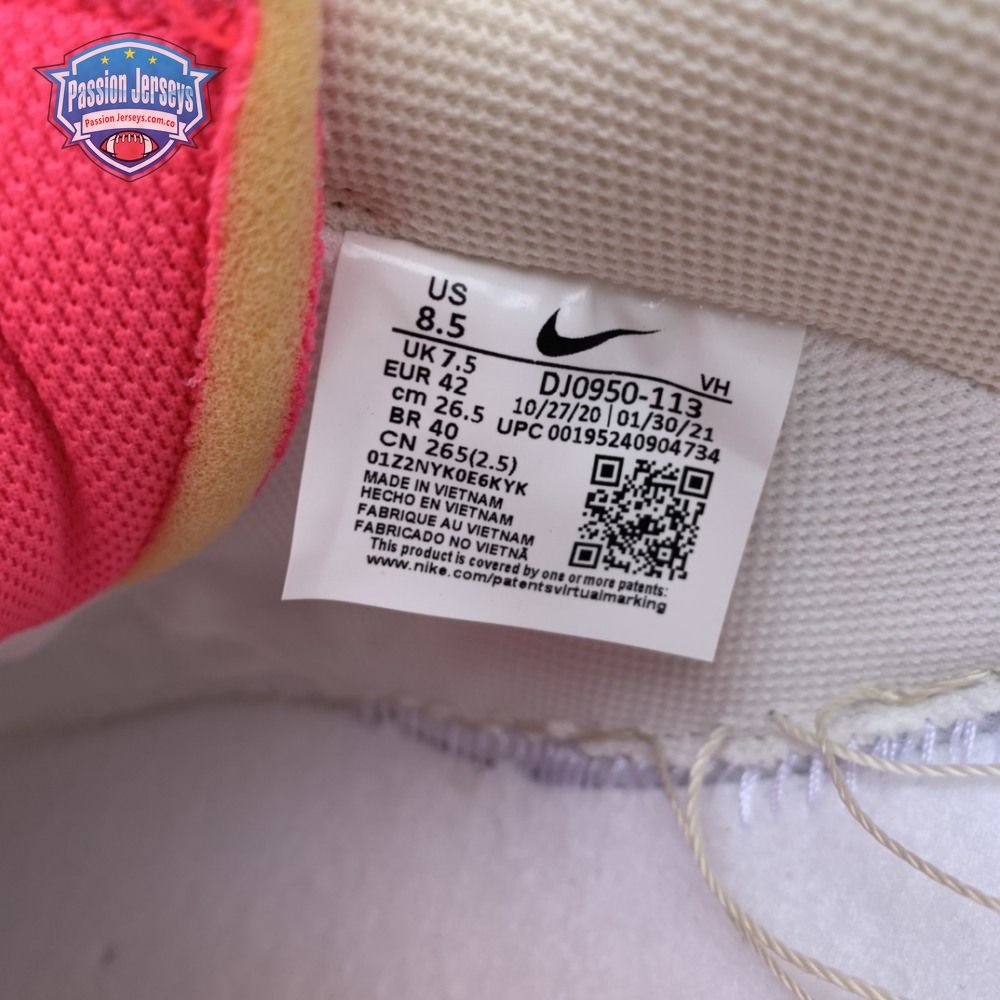 Passion Jerseys
Passion Jerseys.com.co
US
8.5
UK 7.5
EUR 42
cm 26.5
BR 40
CN 265(2.5)
01Z2NYK0E6KYK
MADE IN VIETNAM
HECHO EN VIETNAM
FABRIQUE AU VIETNAM
FABRICADO NO VIETNÃ
VH
DJ0950-113
10/27/20 | 01/30/21
UPC 00195240904734
This product is covered by one or more patents:
www.nike.com/patentsvirtualmarking